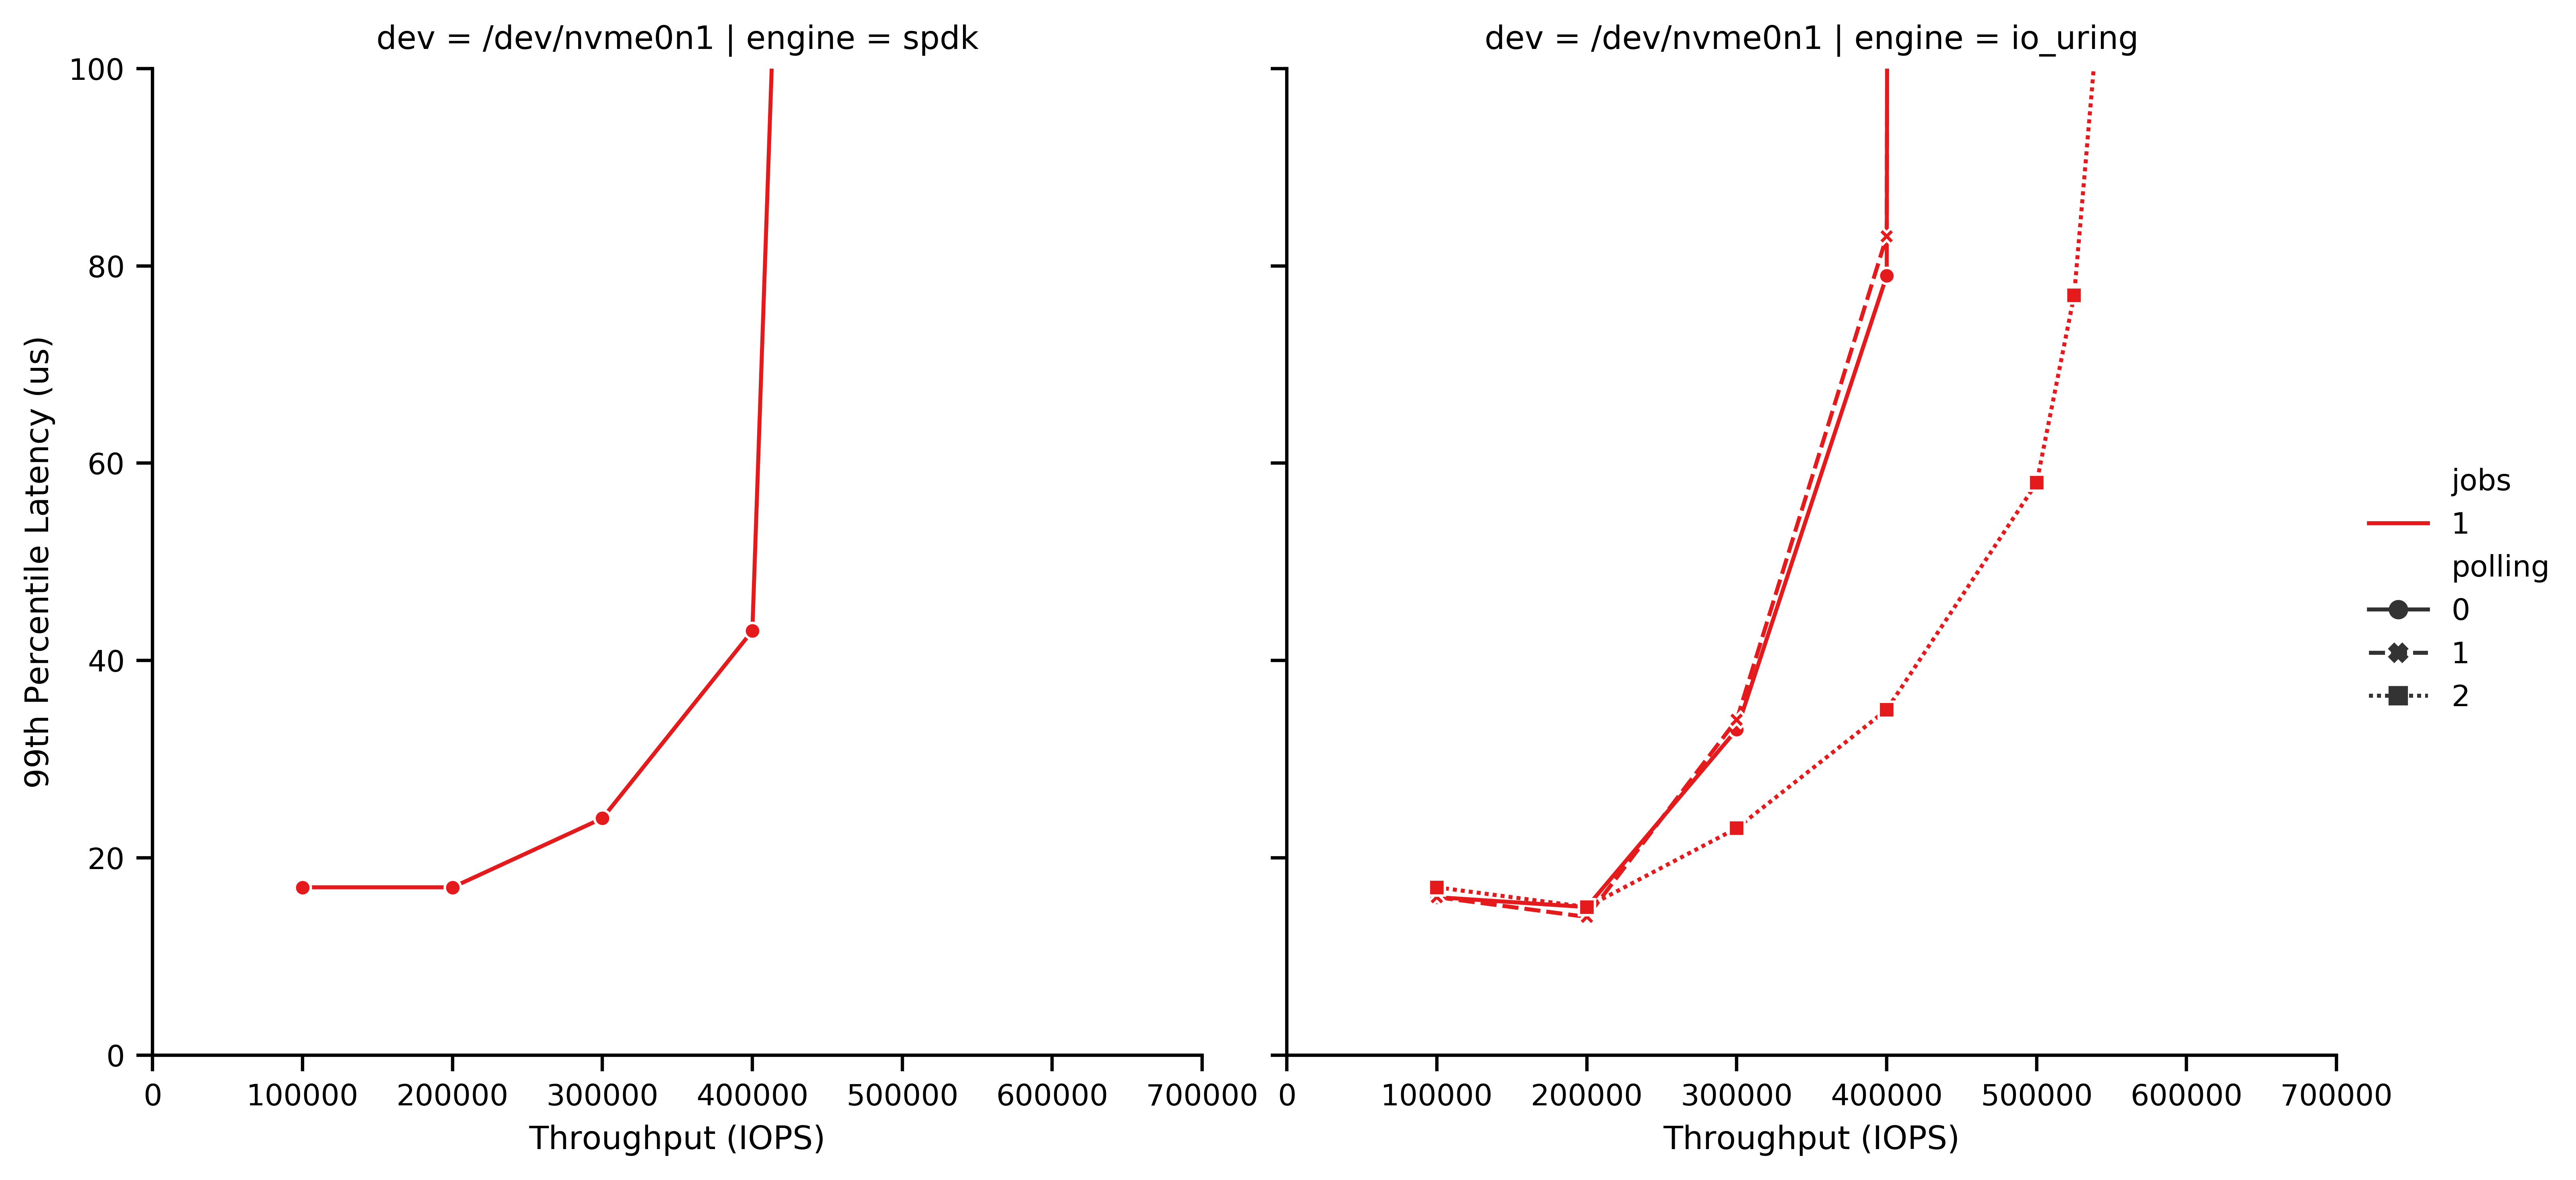 dev = /dev/nvme0n1 | engine = spdk
dev = /dev/nvme0n1 | engine = io_uring
99th Percentile Latency (us)
100
80
60
40
20
0
0 100000 200000 300000 400000 500000 600000 700000
Throughput (IOPS)
0 100000 200000 300000 400000 500000 600000 700000
Throughput (IOPS)
jobs
1
polling
0
1
2